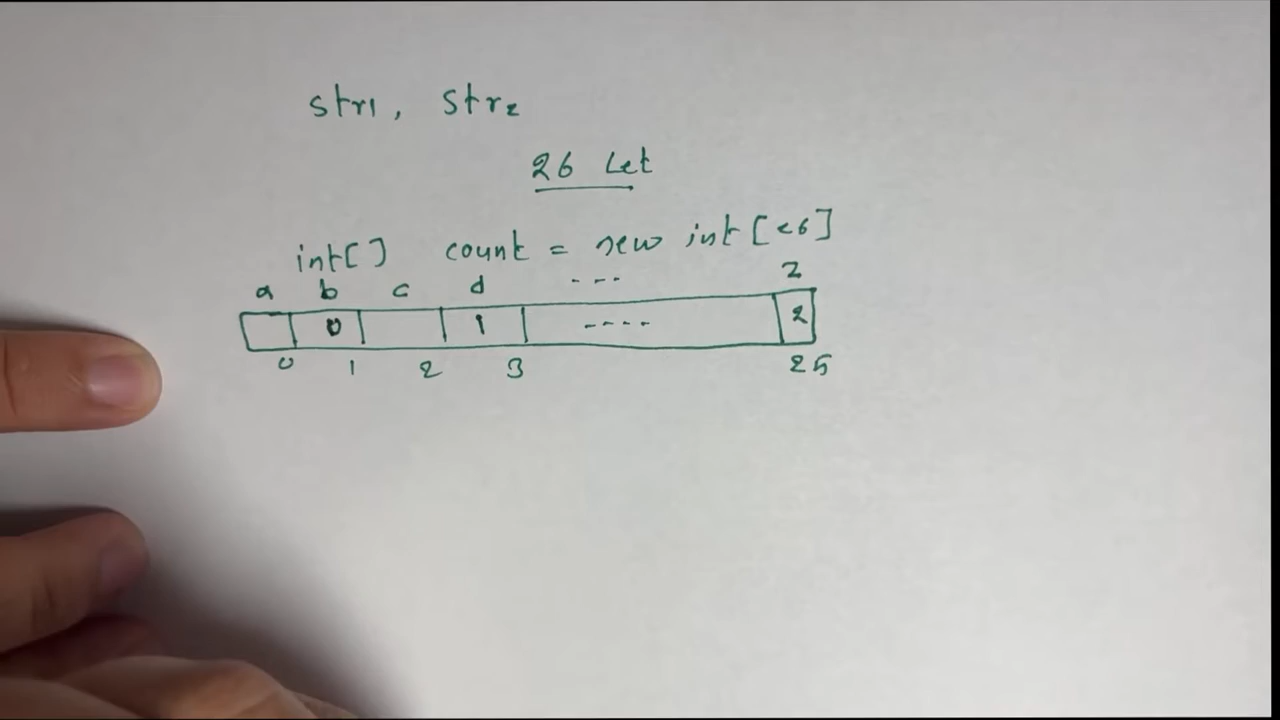 str1, str2
26 Let
int[] count = new int[26]
a b c d --- z
0 1 ---- 2
0 1 2 3 25